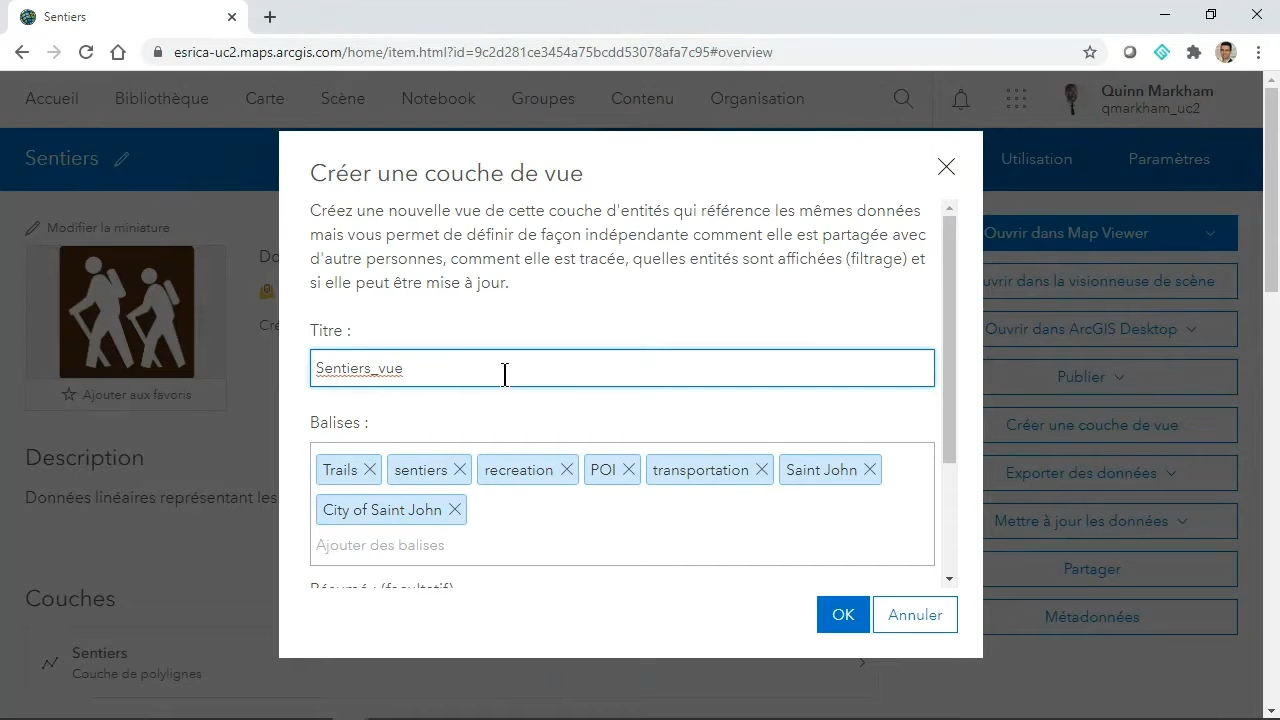 Sentiers
esrica-uc2.maps.arcgis.com/home/item.html?id=9c2d281ce3454a75bcdd53078afa7c95#overview
Accueil Bibliothèque Carte Scène Notebook Groupes Contenu Organisation
Quinn Markham
qmarkham_uc2
Sentiers
Utilisation Paramètres
Créer une couche de vue
Créez une nouvelle vue de cette couche d'entités qui référence les mêmes données
mais vous permet de définir de façon indépendante comment elle est partagée avec
d'autre personnes, comment elle est tracée, quelles entités sont affichées (filtrage) et
si elle peut être mise à jour.
Titre :
Sentiers_vue
Balises :
Trails sentiers recreation POI transportation Saint John
City of Saint John
Ajouter des balises
Résumé : (facultatif)
OK Annuler
Modifier la miniature
Do
Cré
Ajouter aux favoris
Description
Données linéaires représentant les
Couches
Sentiers
Couche de polylignes
Ouvrir dans Map Viewer
uvrir dans la visionneuse de scène
Ouvrir dans ArcGIS Desktop
Publier
Créer une couche de vue
Exporter des données
Mettre à jour les données
Partager
Métadonnées